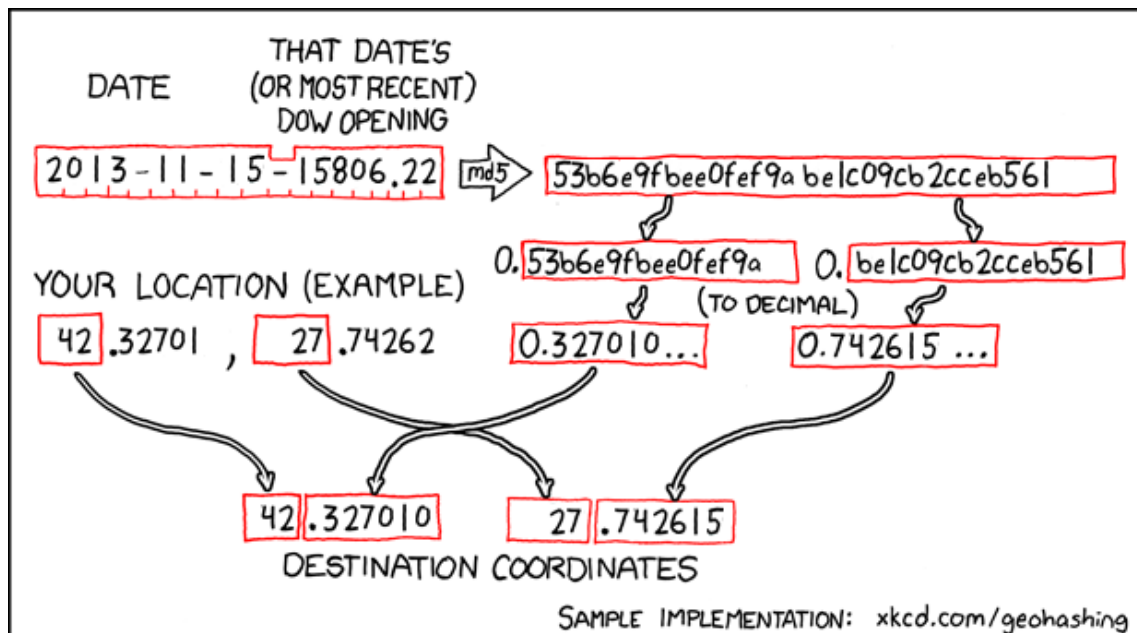 DATE
THAT DATE'S
(OR MOST RECENT)
DOW OPENING
2013-11-15-15806.22
md5
53b6e9fbee0fef9abe1c09cb2cceb561
0.53b6e9fbee0fef9a
0.be1c09cb2cceb561
YOUR LOCATION (EXAMPLE)
(TO DECIMAL)
42.32701, 27.74262
0.327010...
0.742615...
42.327010
27.742615
DESTINATION COORDINATES
SAMPLE IMPLEMENTATION: xkcd.com/geohashing